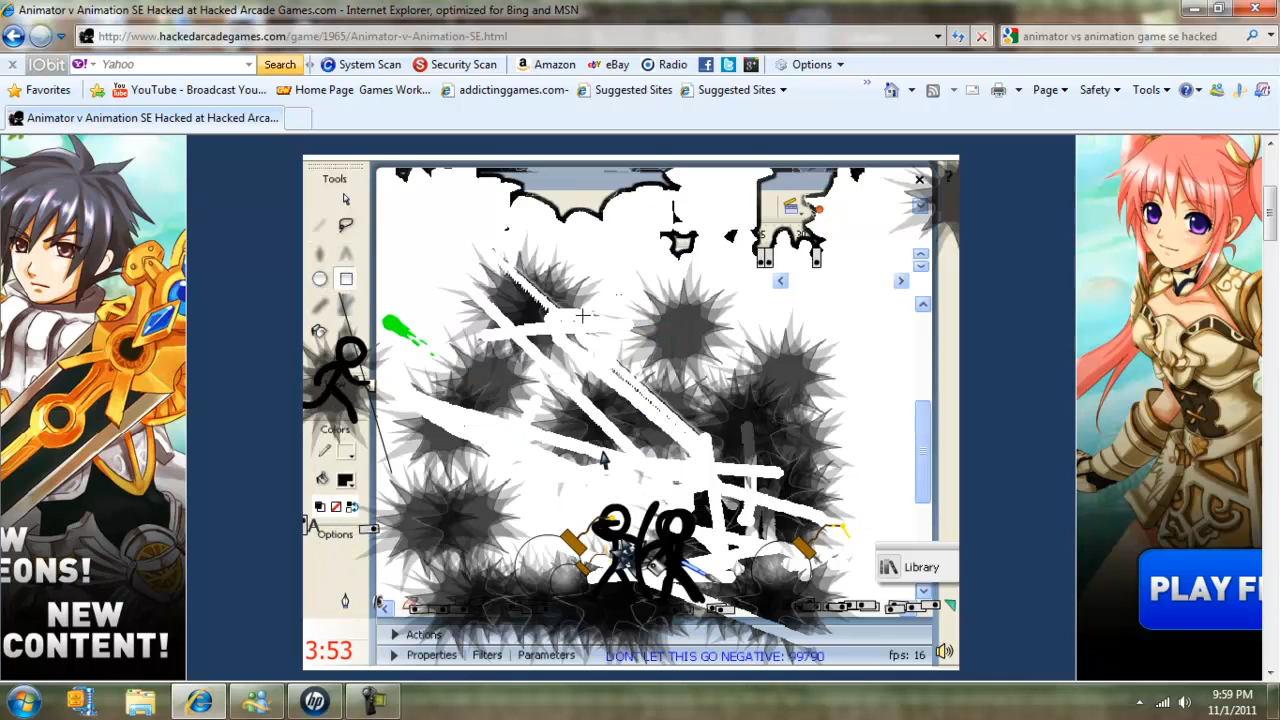 Animator v Animation SE Hacked at Hacked Arcade Games.com - Internet Explorer, optimized for Bing and MSN
http://www.hackedarcadegames.com/game/1965/Animator-v-Animation-SE.html
animator vs animation game se hacked
IObit
Yahoo
Search
System Scan
Security Scan
Amazon
eBay
Radio
Options
Favorites
YouTube - Broadcast You...
Home Page
Games Work...
addictinggames.com-
Suggested Sites
Suggested Sites
Page
Safety
Tools
Animator v Animation SE Hacked at Hacked Arca...
Tools
Colors
A
Options
Library
Actions
3:53
Properties
Filters
Parameters
DONT LET THIS GO NEGATIVE: 99790
fps: 16
W
EONS!
NEW
CONTENT!
PLAY F
9:59 PM
11/1/2011